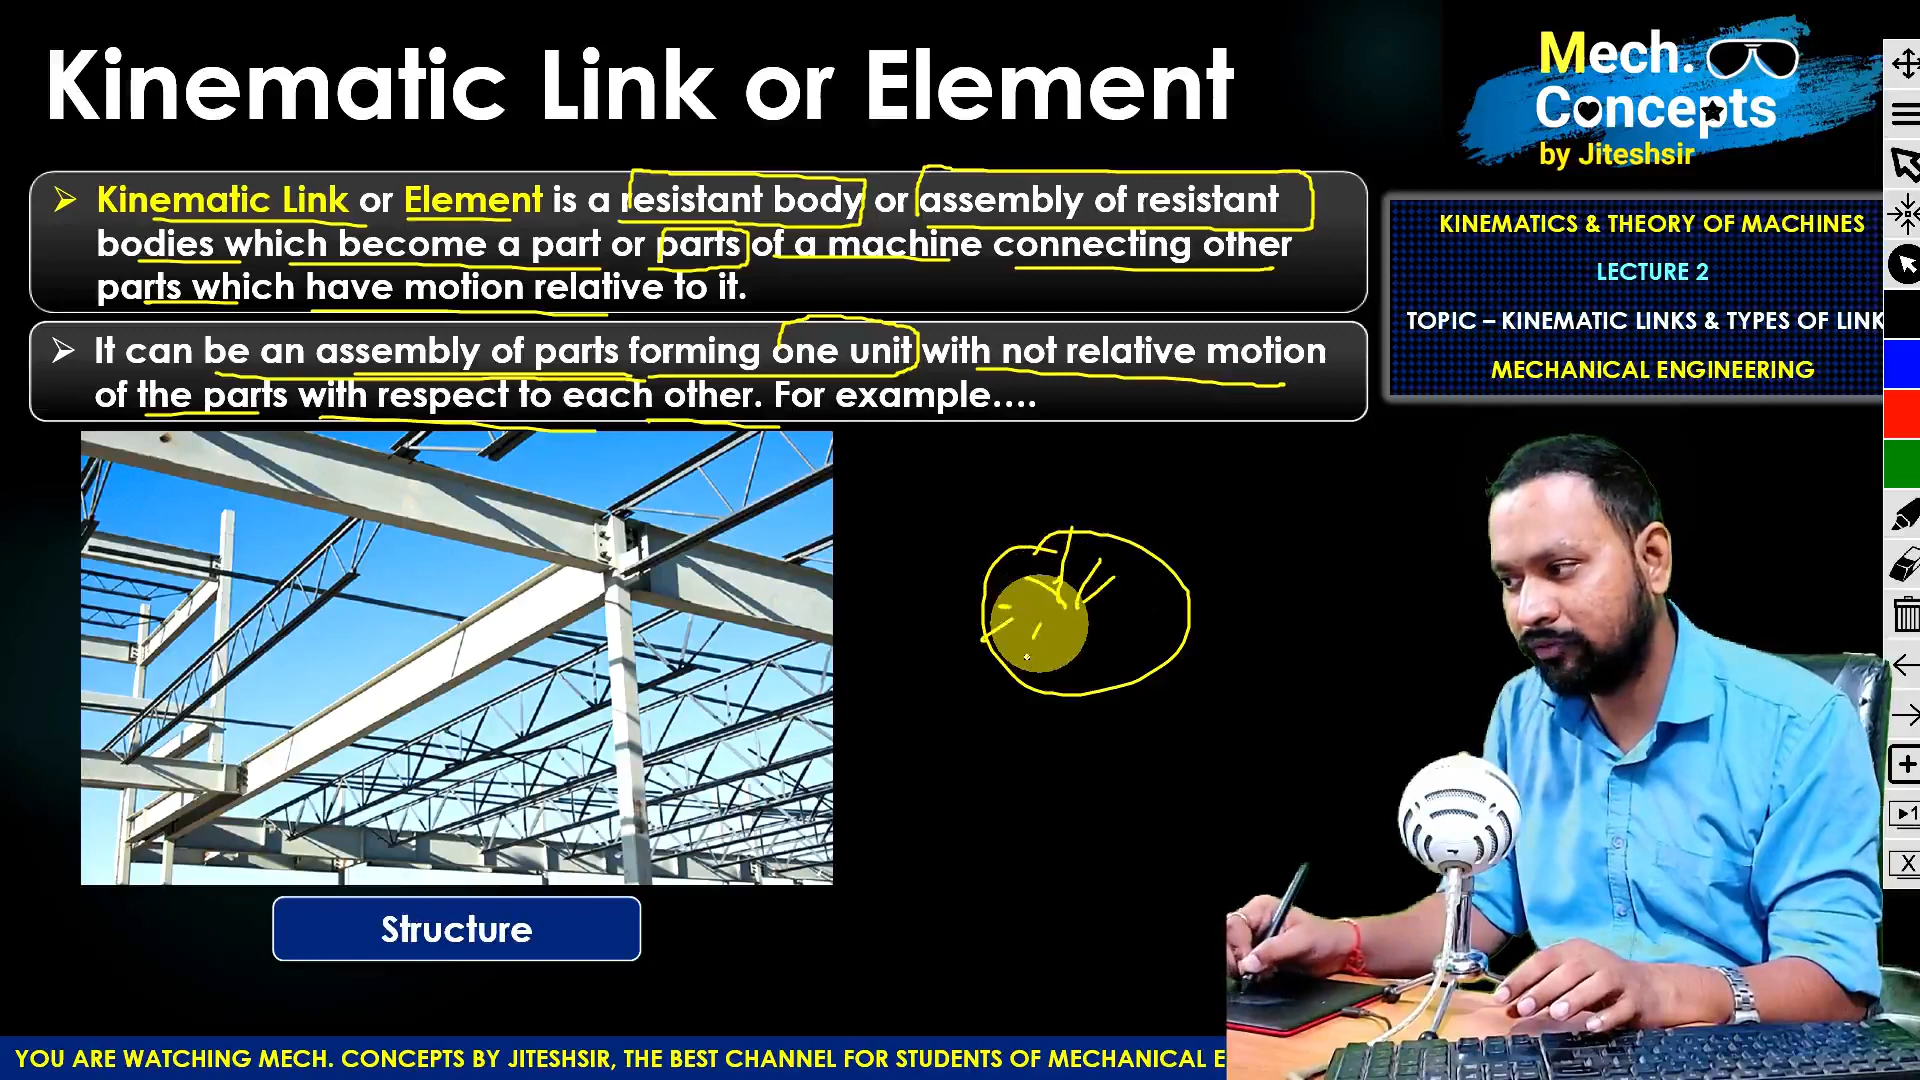 Kinematic Link or Element
Mech.
Concepts
by Jiteshsir
Kinematic Link or Element is a resistant body or assembly of resistant
bodies which become a part or parts of a machine connecting other
parts which have motion relative to it.
It can be an assembly of parts forming one unit with not relative motion
of the parts with respect to each other. For example....
KINEMATICS & THEORY OF MACHINES
LECTURE 2
TOPIC – KINEMATIC LINKS & TYPES OF LINK
MECHANICAL ENGINEERING
Structure
1
X
YOU ARE WATCHING MECH. CONCEPTS BY JITESHSIR, THE BEST CHANNEL FOR STUDENTS OF MECHANICAL E